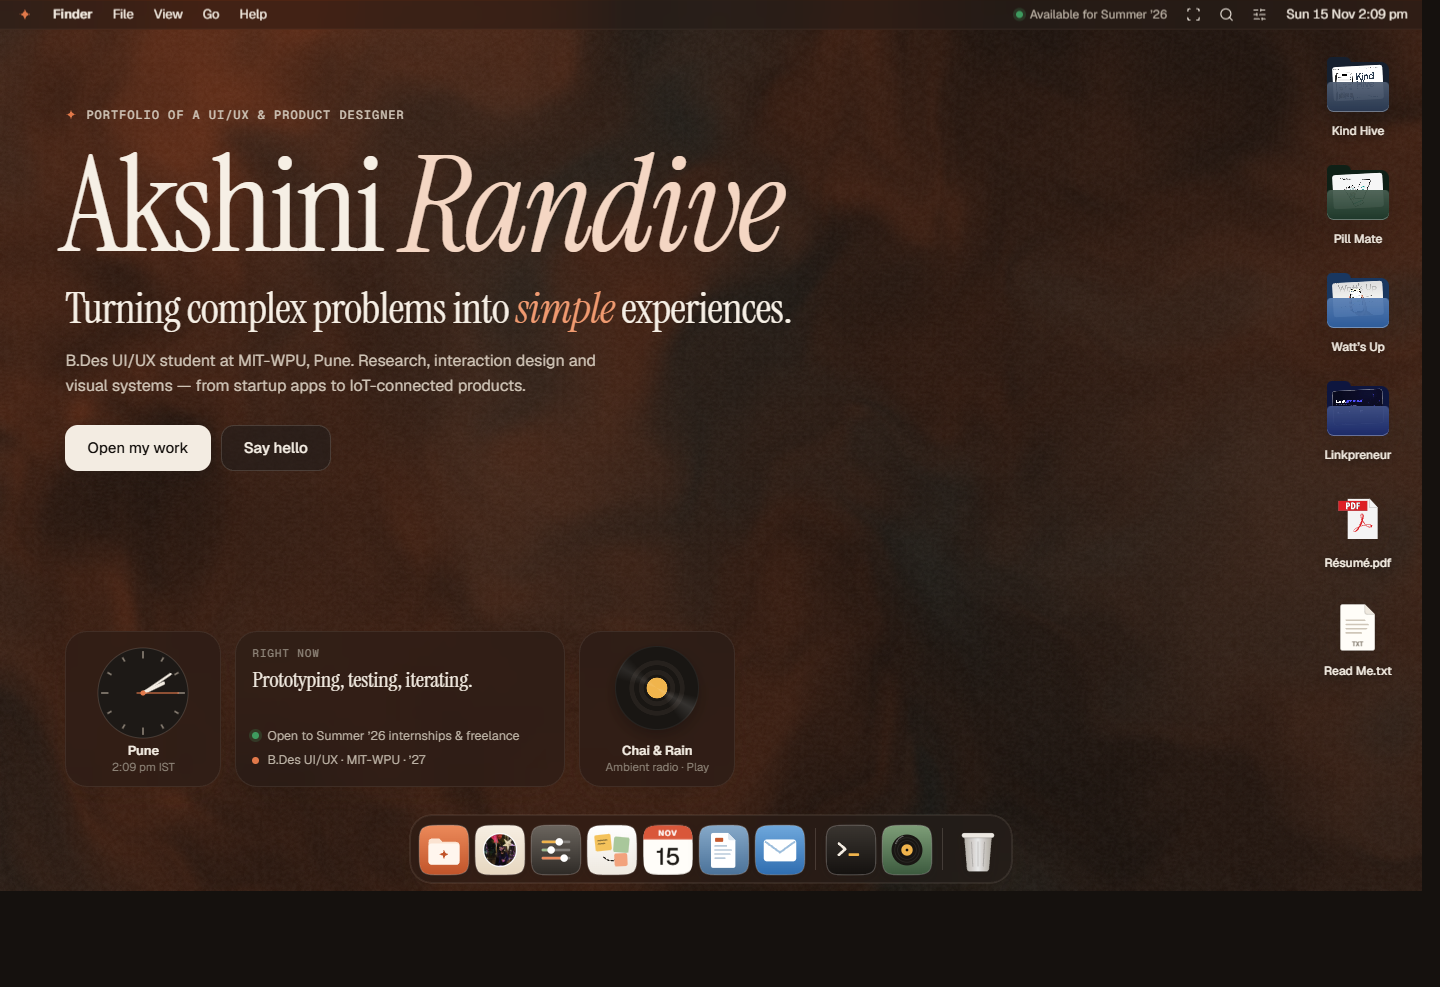 Finder File View Go Help
Available for Summer '26
Sun 15 Nov 2:09 pm
PORTFOLIO OF A UI/UX & PRODUCT DESIGNER
Akshini Randive
Turning complex problems into simple experiences.
B.Des UI/UX student at MIT-WPU, Pune. Research, interaction design and
visual systems — from startup apps to IoT-connected products.
Open my work
Say hello
Kind
Kind Hive
Pill Mate
Watt's Up
Watt's Up
Linkpreneur
PDF
Résumé.pdf
TXT
Read Me.txt
Pune
2:09 pm IST
RIGHT NOW
Prototyping, testing, iterating.
Open to Summer '26 internships & freelance
B.Des UI/UX · MIT-WPU · '27
Chai & Rain
Ambient radio · Play
NOV
15